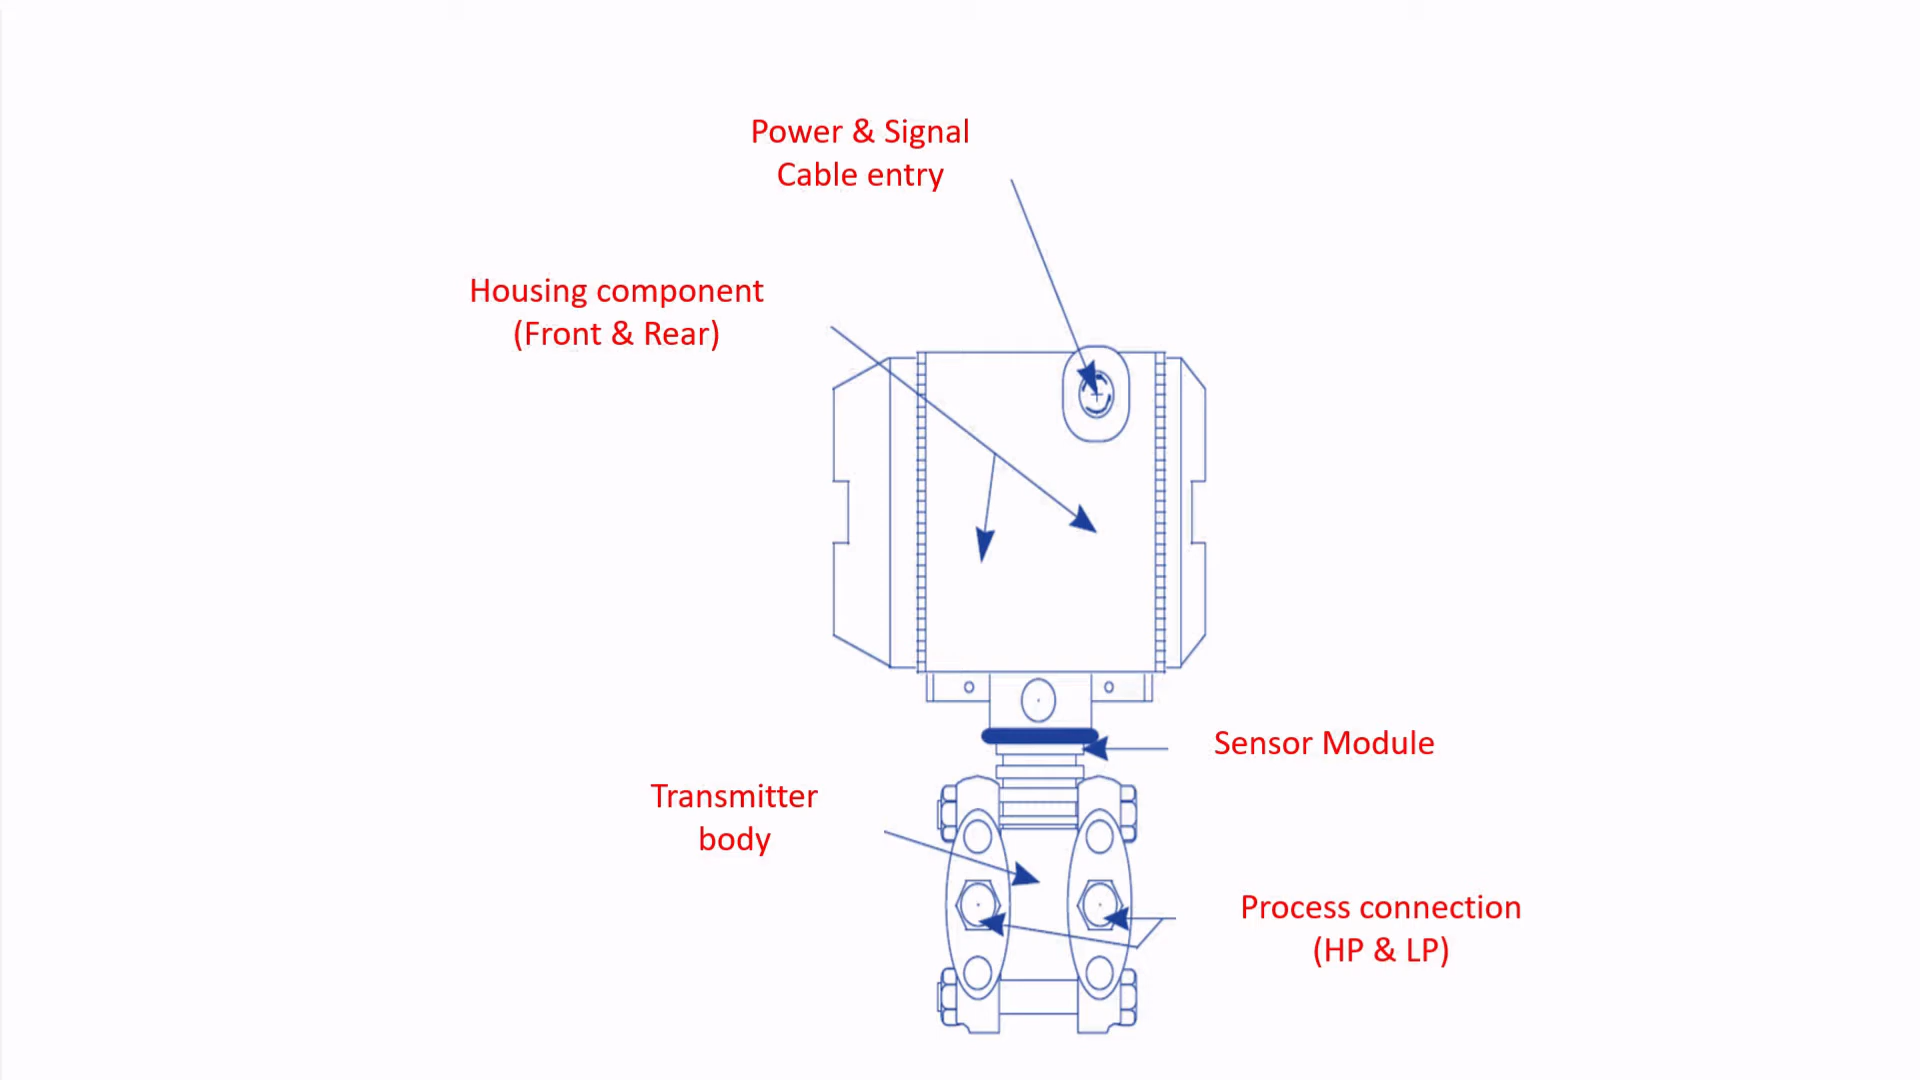 Power & Signal
Cable entry
Housing component
(Front & Rear)
Sensor Module
Transmitter
body
Process connection
(HP & LP)